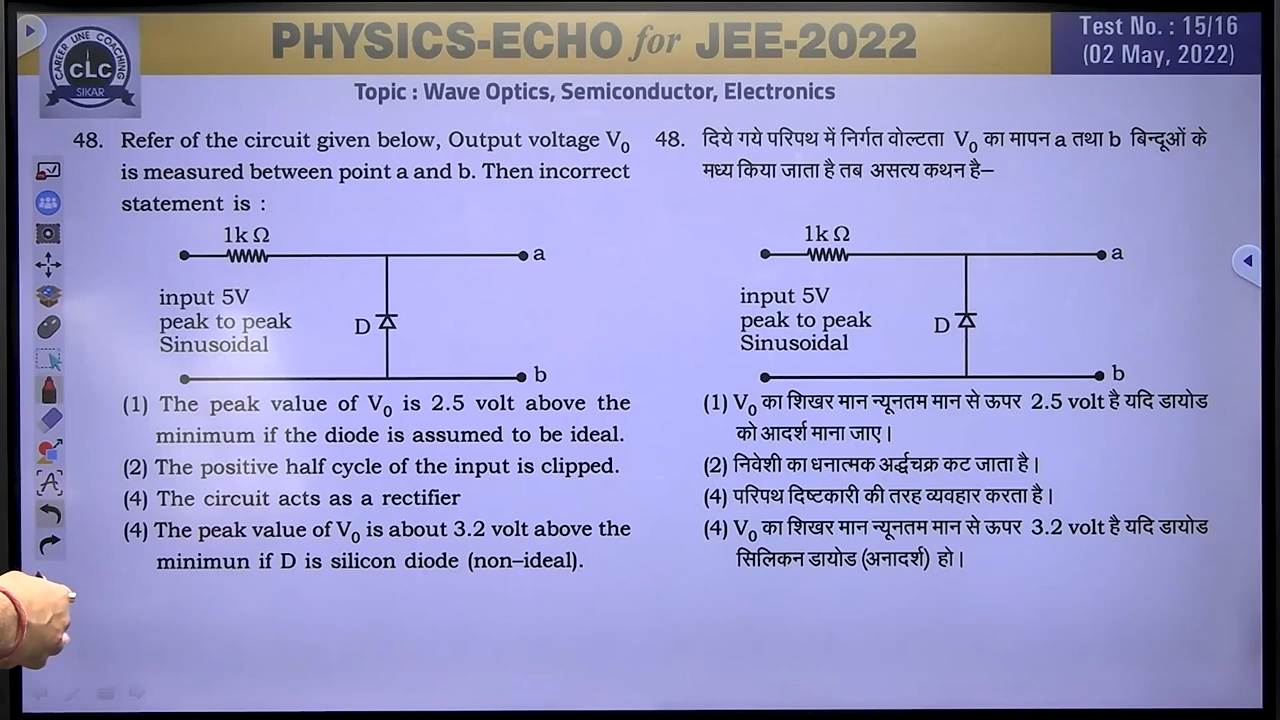 PHYSICS-ECHO for JEE-2022
Test No. : 15/16
(02 May, 2022)
CAREER LINE COACHING
CLC
SIKAR
Topic : Wave Optics, Semiconductor, Electronics
48. Refer of the circuit given below, Output voltage V₀
is measured between point a and b. Then incorrect
statement is :
1k Ω
a
input 5V
peak to peak
Sinusoidal
D
b
(1) The peak value of V₀ is 2.5 volt above the
minimum if the diode is assumed to be ideal.
(2) The positive half cycle of the input is clipped.
(4) The circuit acts as a rectifier
(4) The peak value of V₀ is about 3.2 volt above the
minimun if D is silicon diode (non–ideal).
48. दिये गये परिपथ में निर्गत वोल्टता V₀ का मापन a तथा b बिन्दूओं के
मध्य किया जाता है तब असत्य कथन है–
1k Ω
a
input 5V
peak to peak
Sinusoidal
D
b
(1) V₀ का शिखर मान न्यूनतम मान से ऊपर 2.5 volt है यदि डायोड
को आदर्श माना जाए।
(2) निवेशी का धनात्मक अर्द्धचक्र कट जाता है।
(4) परिपथ दिष्टकारी की तरह व्यवहार करता है।
(4) V₀ का शिखर मान न्यूनतम मान से ऊपर 3.2 volt है यदि डायोड
सिलिकन डायोड (अनादर्श) हो।